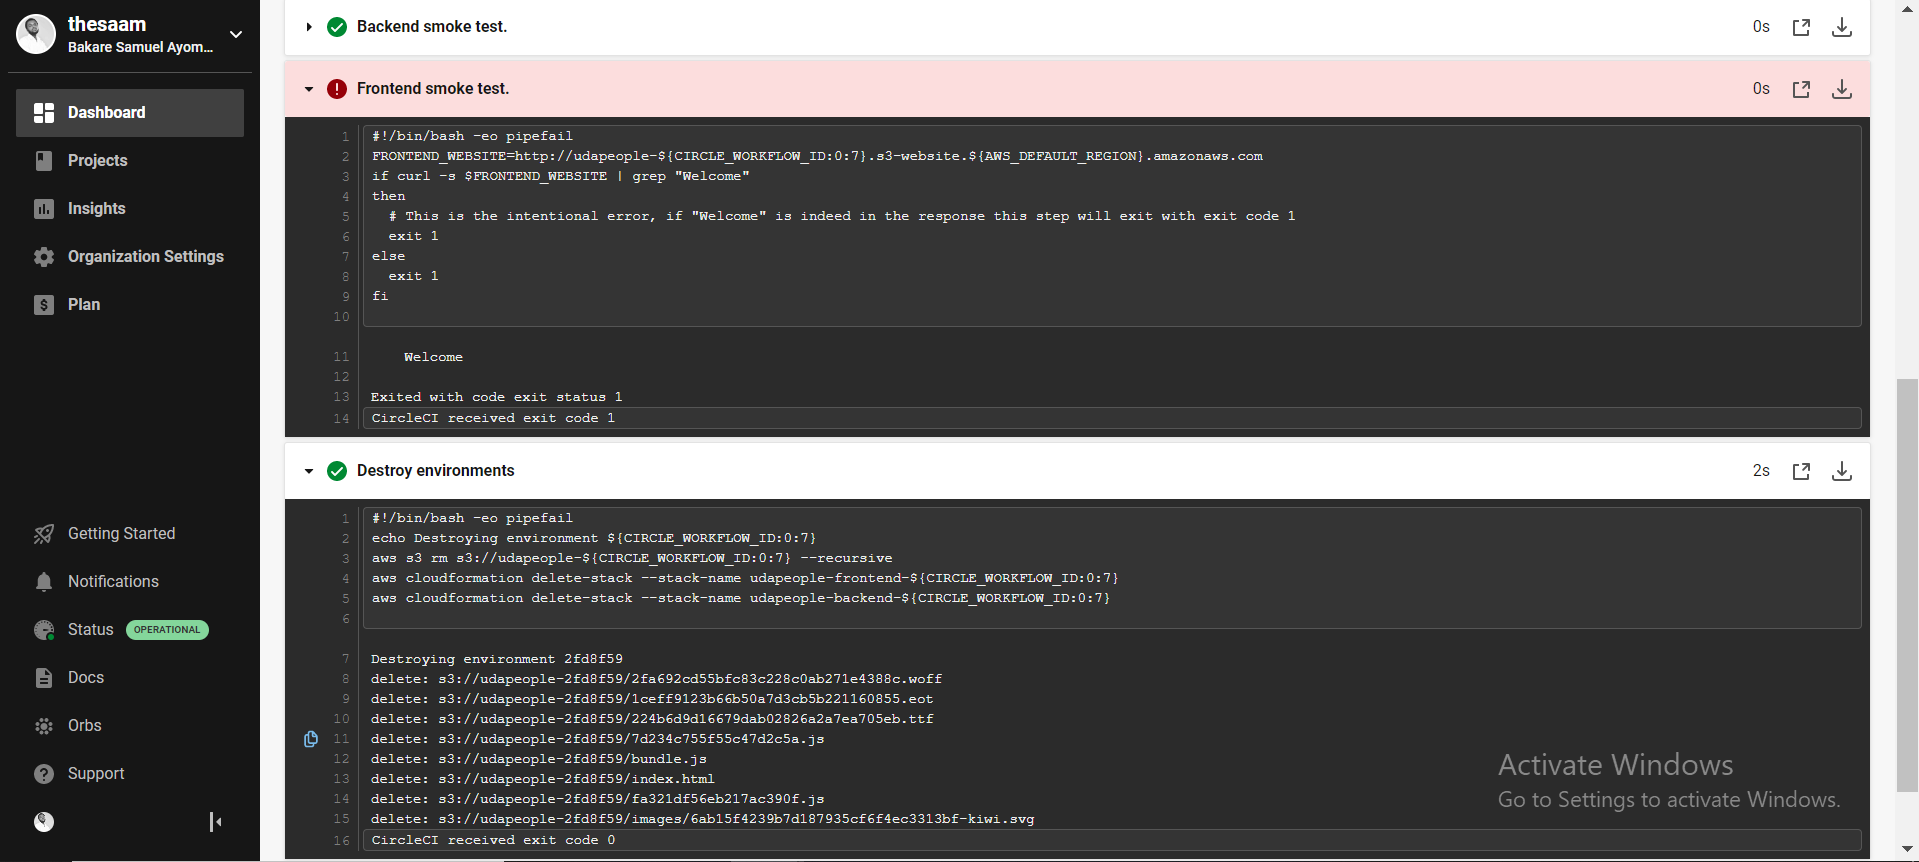 thesaam
Bakare Samuel Ayom...
Dashboard
Projects
Insights
Organization Settings
Plan
Getting Started
Notifications
Status OPERATIONAL
Docs
Orbs
Support
Backend smoke test. 0s
Frontend smoke test. 0s
1 #!/bin/bash -eo pipefail
2 FRONTEND_WEBSITE=http://udapeople-${CIRCLE_WORKFLOW_ID:0:7}.s3-website.${AWS_DEFAULT_REGION}.amazonaws.com
3 if curl -s $FRONTEND_WEBSITE | grep "Welcome"
4 then
5 # This is the intentional error, if "Welcome" is indeed in the response this step will exit with exit code 1
6 exit 1
7 else
8 exit 1
9 fi
10
11 Welcome
12
13 Exited with code exit status 1
14 CircleCI received exit code 1
Destroy environments 2s
1 #!/bin/bash -eo pipefail
2 echo Destroying environment ${CIRCLE_WORKFLOW_ID:0:7}
3 aws s3 rm s3://udapeople-${CIRCLE_WORKFLOW_ID:0:7} --recursive
4 aws cloudformation delete-stack --stack-name udapeople-frontend-${CIRCLE_WORKFLOW_ID:0:7}
5 aws cloudformation delete-stack --stack-name udapeople-backend-${CIRCLE_WORKFLOW_ID:0:7}
6
7 Destroying environment 2fd8f59
8 delete: s3://udapeople-2fd8f59/2fa692cd55bfc83c228c0ab271e4388c.woff
9 delete: s3://udapeople-2fd8f59/1ceff9123b66b50a7d3cb5b221160855.eot
10 delete: s3://udapeople-2fd8f59/224b6d9d16679dab02826a2a7ea705eb.ttf
11 delete: s3://udapeople-2fd8f59/7d234c755f55c47d2c5a.js
12 delete: s3://udapeople-2fd8f59/bundle.js
13 delete: s3://udapeople-2fd8f59/index.html
14 delete: s3://udapeople-2fd8f59/fa321df56eb217ac390f.js
15 delete: s3://udapeople-2fd8f59/images/6ab15f4239b7d187935cf6f4ec3313bf-kiwi.svg
16 CircleCI received exit code 0
Activate Windows
Go to Settings to activate Windows.